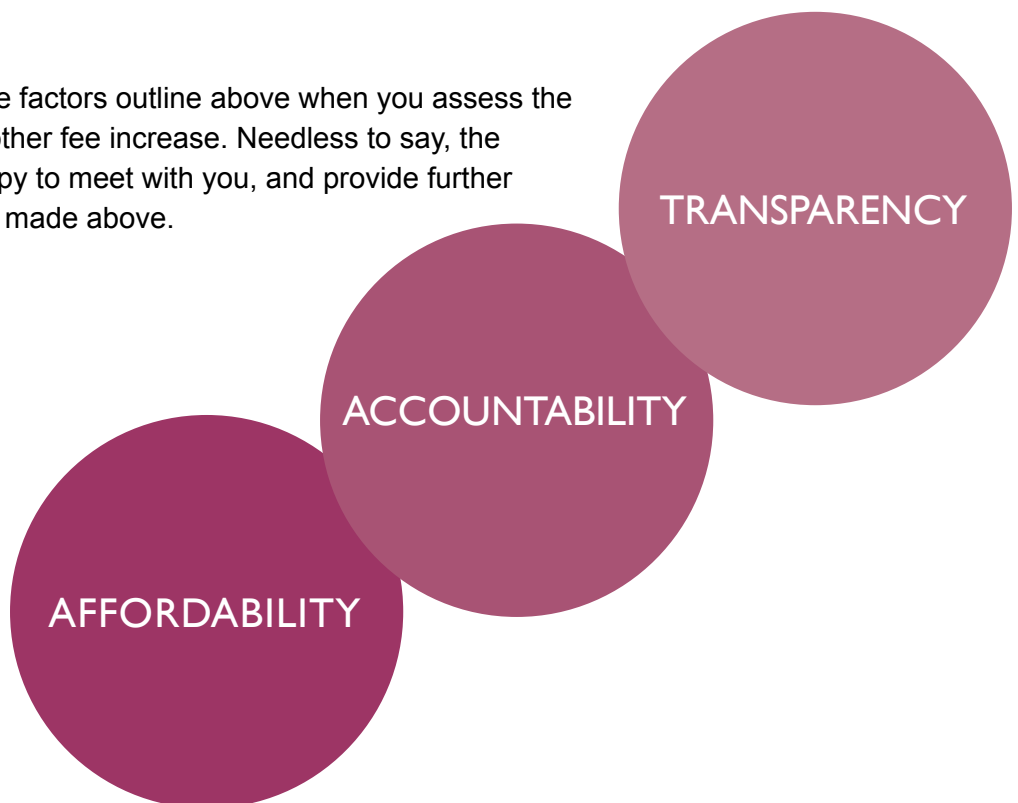 e factors outline above when you assess the
other fee increase. Needless to say, the
py to meet with you, and provide further
made above.
TRANSPARENCY
ACCOUNTABILITY
AFFORDABILITY